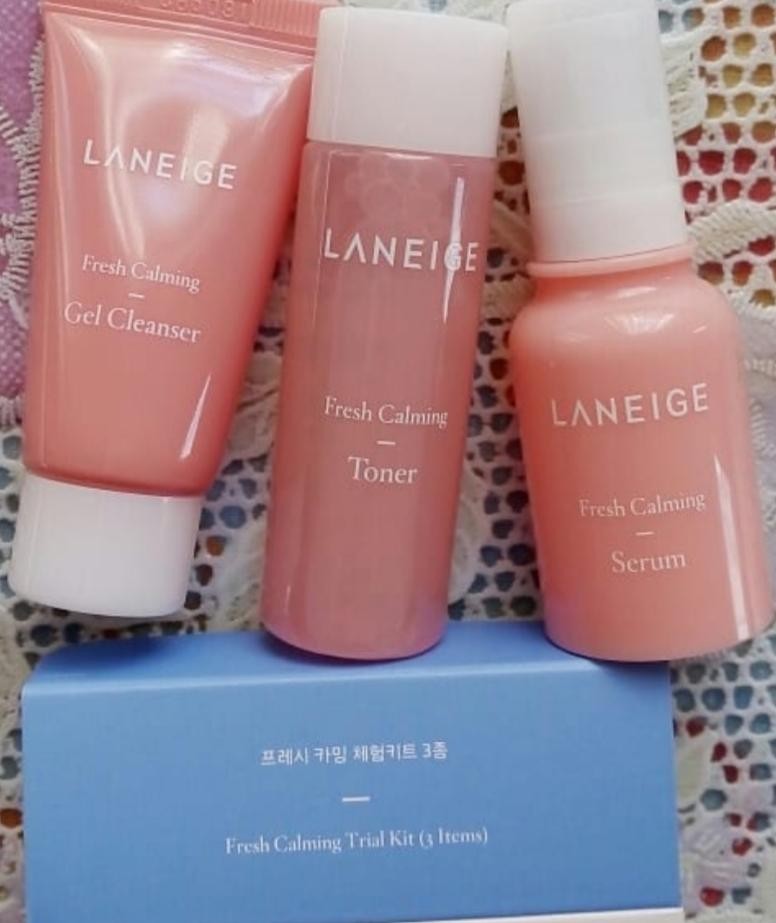 LANEIGE
Fresh Calming
Gel Cleanser
LANEIGE
Fresh Calming
Toner
LANEIGE
Fresh Calming
Serum
프레시 카밍 체험키트 3종
Fresh Calming Trial Kit (3 Items)